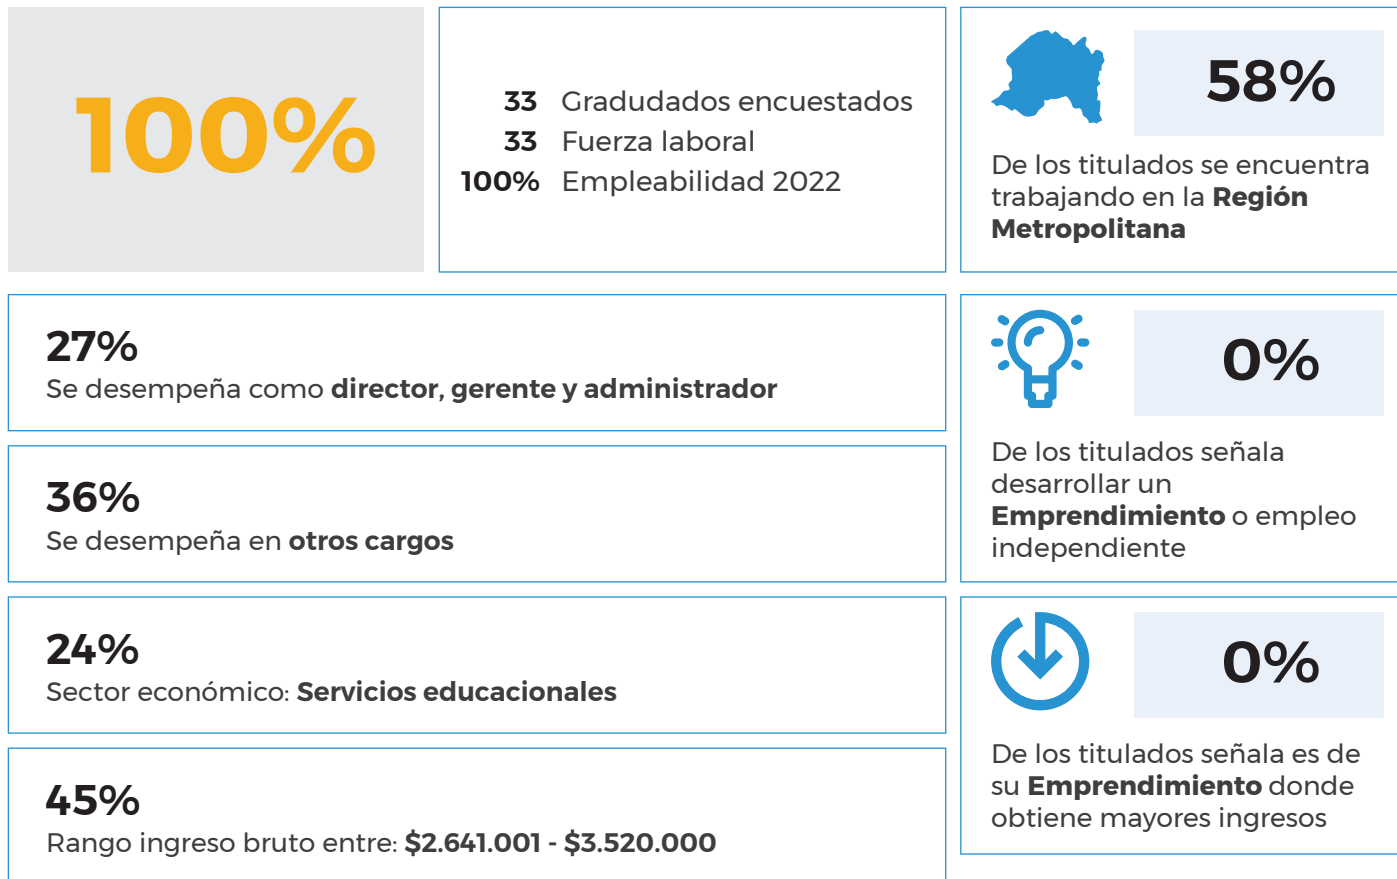 100%
33 Gradudados encuestados
33 Fuerza laboral
100% Empleabilidad 2022
58%
De los titulados se encuentra
trabajando en la Región
Metropolitana
27%
Se desempeña como director, gerente y administrador
36%
Se desempeña en otros cargos
24%
Sector económico: Servicios educacionales
45%
Rango ingreso bruto entre: $2.641.001 - $3.520.000
0%
De los titulados señala
desarrollar un
Emprendimiento o empleo
independiente
0%
De los titulados señala es de
su Emprendimiento donde
obtiene mayores ingresos